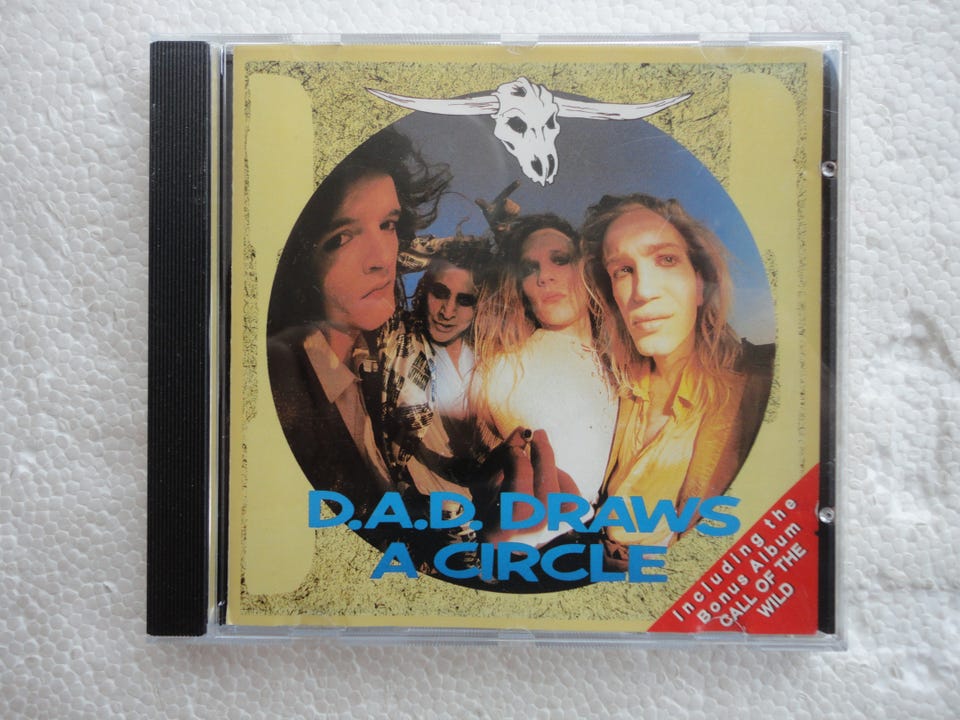 D.A.D. DRAWS
A CIRCLE
Including the
Bonus Album
CALL OF THE
WILD